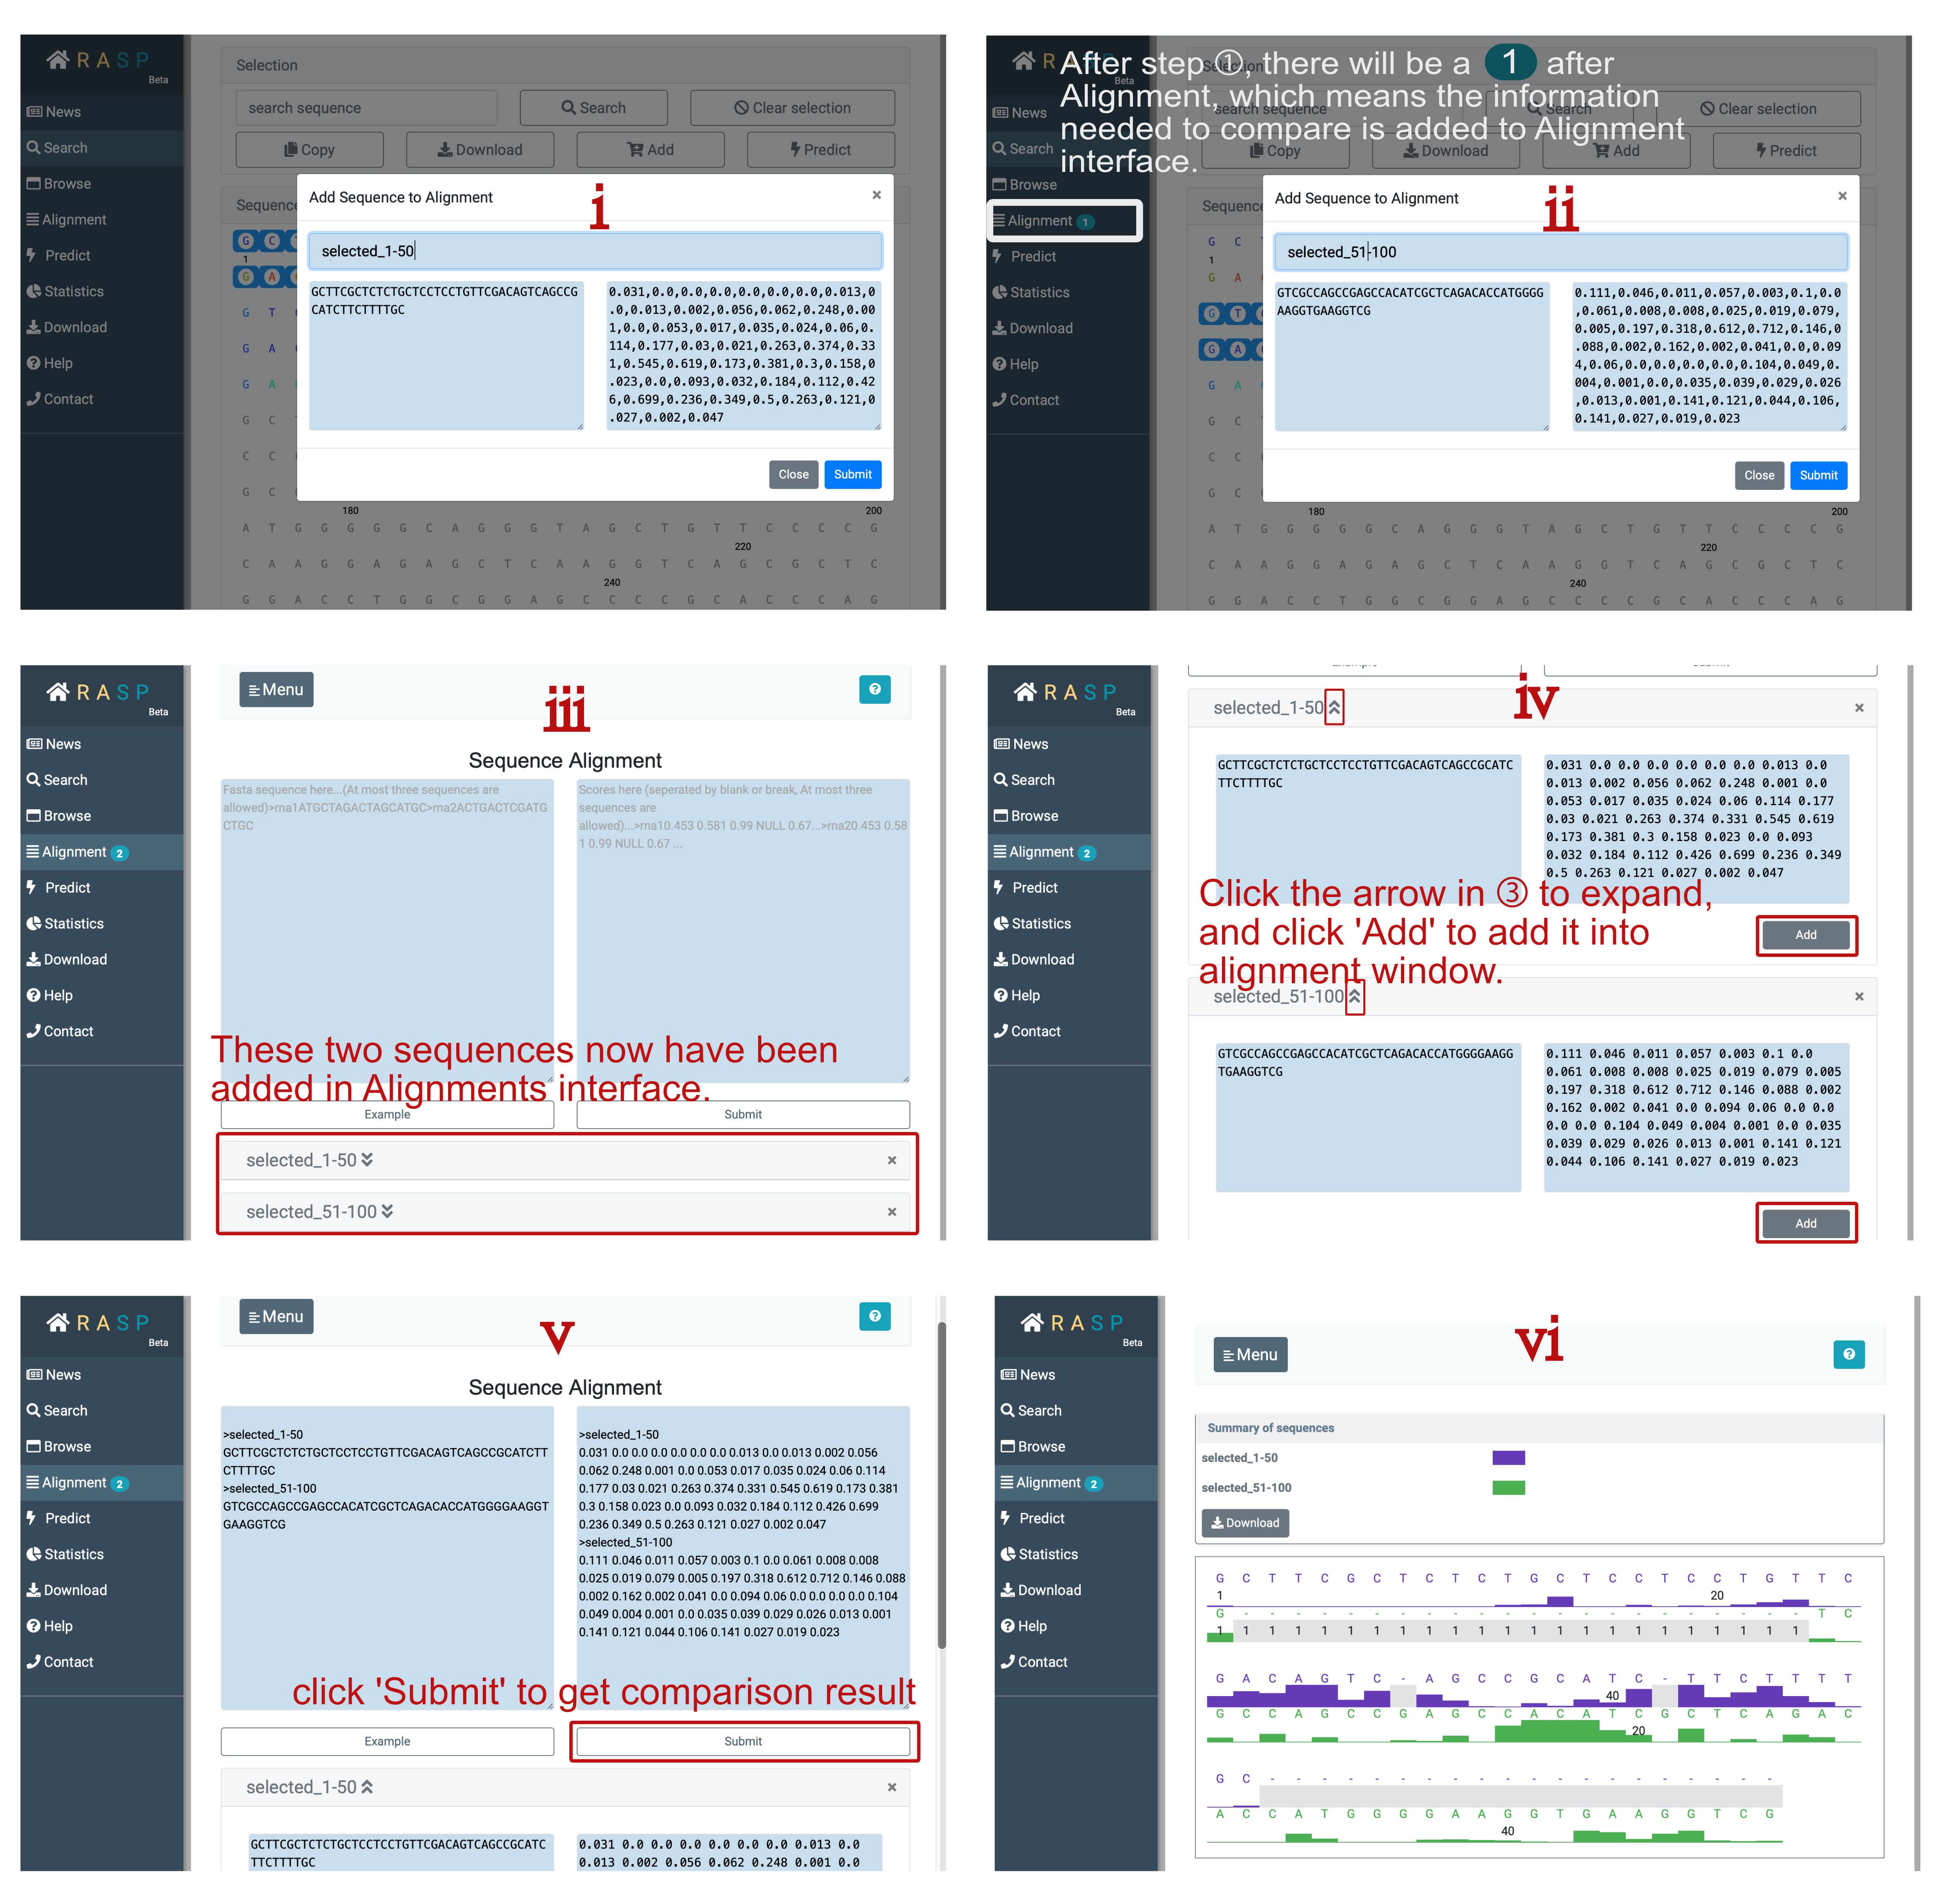 RASP
Beta
News
Search
Browse
Alignment
Predict
Statistics
Download
Help
Contact
Selection
search sequence
Search
Clear selection
Copy
Download
Add
Predict
Sequence
Add Sequence to Alignment
×
i
selected_1-50
GCTTCGCTCTCTGCTCCTCCTGTTCGACAGTCAGCCG
CATCTTCTTTTGC
0.031,0.0,0.0,0.0,0.0,0.0,0.0,0.013,0
.0,0.013,0.002,0.056,0.062,0.248,0.00
1,0.0,0.053,0.017,0.035,0.024,0.06,0.
114,0.177,0.03,0.021,0.263,0.374,0.33
1,0.545,0.619,0.173,0.381,0.3,0.158,0
.023,0.0,0.093,0.032,0.184,0.112,0.42
6,0.699,0.236,0.349,0.5,0.263,0.121,0
.027,0.002,0.047
Close
Submit
G C
1
G A
G T
G A
G A
G C
C C
G C
180 200
A T G G G G G C A G G G T A G C T G T T C C C C G
220
C A A G G A G A G C T C A A G G T C A G C G C T C
240
G G A C C T G G C G G A G C C C C G C A C C C A G
After step ①, there will be a 1 after
Alignment, which means the information
needed to compare is added to Alignment
interface.
R
Beta
News
Search
Browse
Alignment 1
Predict
Statistics
Download
Help
Contact
Selection
search sequence
Search
Clear selection
Copy
Download
Add
Predict
Sequence
Add Sequence to Alignment
×
ii
selected_51-100
GTCGCCAGCCGAGCCACATCGCTCAGACACCATGGGG
AAGGTGAAGGTCG
0.111,0.046,0.011,0.057,0.003,0.1,0.0
,0.061,0.008,0.008,0.025,0.019,0.079,
0.005,0.197,0.318,0.612,0.712,0.146,0
.088,0.002,0.162,0.002,0.041,0.0,0.09
4,0.06,0.0,0.0,0.0,0.0,0.104,0.049,0.
004,0.001,0.0,0.035,0.039,0.029,0.026
,0.013,0.001,0.141,0.121,0.044,0.106,
0.141,0.027,0.019,0.023
Close
Submit
G C
1
G A
G T
G A
G A
G C
C C
G C
180 200
A T G G G G G C A G G G T A G C T G T T C C C C G
220
C A A G G A G A G C T C A A G G T C A G C G C T C
240
G G A C C T G G C G G A G C C C C G C A C C C A G
RASP
Beta
News
Search
Browse
Alignment 2
Predict
Statistics
Download
Help
Contact
Menu
iii
Sequence Alignment
Fasta sequence here...(At most three sequences are
allowed)>rna1ATGCTAGACTAGCATGC>rna2ACTGACTCGATG
CTGC
Scores here (seperated by blank or break, At most three
sequences are
allowed)...>rna10.453 0.581 0.99 NULL 0.67...>rna20.453 0.58
1 0.99 NULL 0.67 ...
These two sequences now have been
added in Alignments interface.
Example
Submit
selected_1-50
×
selected_51-100
×
RASP
Beta
News
Search
Browse
Alignment 2
Predict
Statistics
Download
Help
Contact
Example
Submit
iv
selected_1-50
×
GCTTCGCTCTCTGCTCCTCCTGTTCGACAGTCAGCCGCATC
TTCTTTTGC
0.031 0.0 0.0 0.0 0.0 0.0 0.0 0.013 0.0
0.013 0.002 0.056 0.062 0.248 0.001 0.0
0.053 0.017 0.035 0.024 0.06 0.114 0.177
0.03 0.021 0.263 0.374 0.331 0.545 0.619
0.173 0.381 0.3 0.158 0.023 0.0 0.093
0.032 0.184 0.112 0.426 0.699 0.236 0.349
0.5 0.263 0.121 0.027 0.002 0.047
Click the arrow in ③ to expand,
and click 'Add' to add it into
alignment window.
Add
selected_51-100
×
GTCGCCAGCCGAGCCACATCGCTCAGACACCATGGGGAAGG
TGAAGGTCG
0.111 0.046 0.011 0.057 0.003 0.1 0.0
0.061 0.008 0.008 0.025 0.019 0.079 0.005
0.197 0.318 0.612 0.712 0.146 0.088 0.002
0.162 0.002 0.041 0.0 0.094 0.06 0.0 0.0
0.0 0.0 0.104 0.049 0.004 0.001 0.0 0.035
0.039 0.029 0.026 0.013 0.001 0.141 0.121
0.044 0.106 0.141 0.027 0.019 0.023
Add
RASP
Beta
News
Search
Browse
Alignment 2
Predict
Statistics
Download
Help
Contact
Menu
v
Sequence Alignment
>selected_1-50
GCTTCGCTCTCTGCTCCTCCTGTTCGACAGTCAGCCGCATCTT
CTTTTGC
>selected_51-100
GTCGCCAGCCGAGCCACATCGCTCAGACACCATGGGGAAGGT
GAAGGTCG
>selected_1-50
0.031 0.0 0.0 0.0 0.0 0.0 0.0 0.013 0.0 0.013 0.002 0.056
0.062 0.248 0.001 0.0 0.053 0.017 0.035 0.024 0.06 0.114
0.177 0.03 0.021 0.263 0.374 0.331 0.545 0.619 0.173 0.381
0.3 0.158 0.023 0.0 0.093 0.032 0.184 0.112 0.426 0.699
0.236 0.349 0.5 0.263 0.121 0.027 0.002 0.047
>selected_51-100
0.111 0.046 0.011 0.057 0.003 0.1 0.0 0.061 0.008 0.008
0.025 0.019 0.079 0.005 0.197 0.318 0.612 0.712 0.146 0.088
0.002 0.162 0.002 0.041 0.0 0.094 0.06 0.0 0.0 0.0 0.0 0.104
0.049 0.004 0.001 0.0 0.035 0.039 0.029 0.026 0.013 0.001
0.141 0.121 0.044 0.106 0.141 0.027 0.019 0.023
click 'Submit' to get comparison result
Example
Submit
selected_1-50
×
GCTTCGCTCTCTGCTCCTCCTGTTCGACAGTCAGCCGCATC
TTCTTTTGC
0.031 0.0 0.0 0.0 0.0 0.0 0.0 0.013 0.0
0.013 0.002 0.056 0.062 0.248 0.001 0.0
RASP
Beta
News
Search
Browse
Alignment 2
Predict
Statistics
Download
Help
Contact
Menu
vi
Summary of sequences
selected_1-50
selected_51-100
Download
G C T T C G C T C T C T G C T C C T C C T G T T C
1 20
G - - - - - - - - - - - - - - - - - - - - - - T C
1 1 1 1 1 1 1 1 1 1 1 1 1 1 1 1 1 1 1 1 1 1 1
G A C A G T C - A G C C G C A T C - T T C T T T T
40
G C C A G C C G A G C C A C A T C G C T C A G A C
20
G C - - - - - - - - - - - - - - - - - - - -
A C C A T G G G G A A G G T G A A G G T C G
40